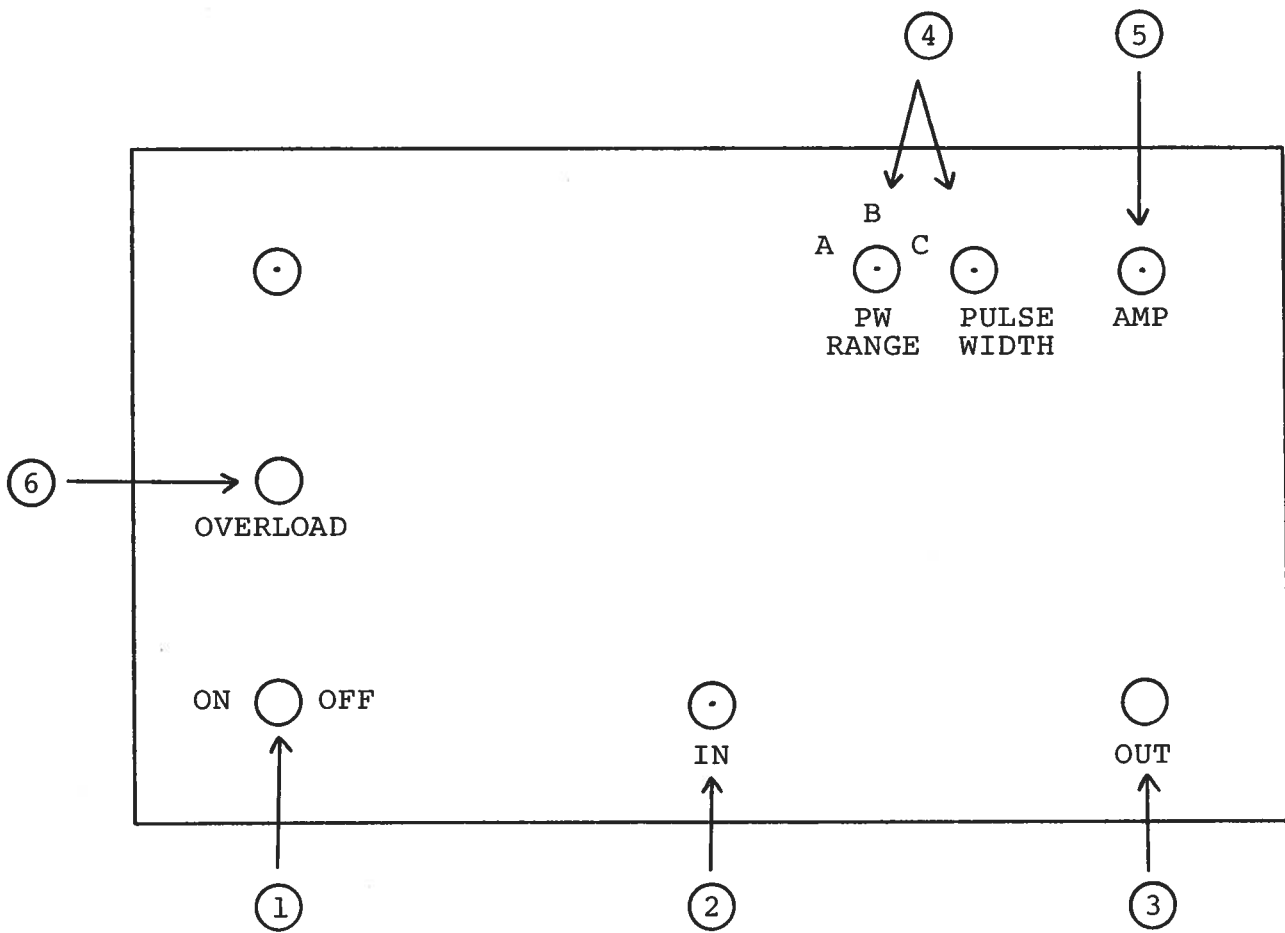 4 5
B
A C
PW RANGE
PULSE WIDTH
AMP
6
OVERLOAD
ON OFF
IN
OUT
1 2 3